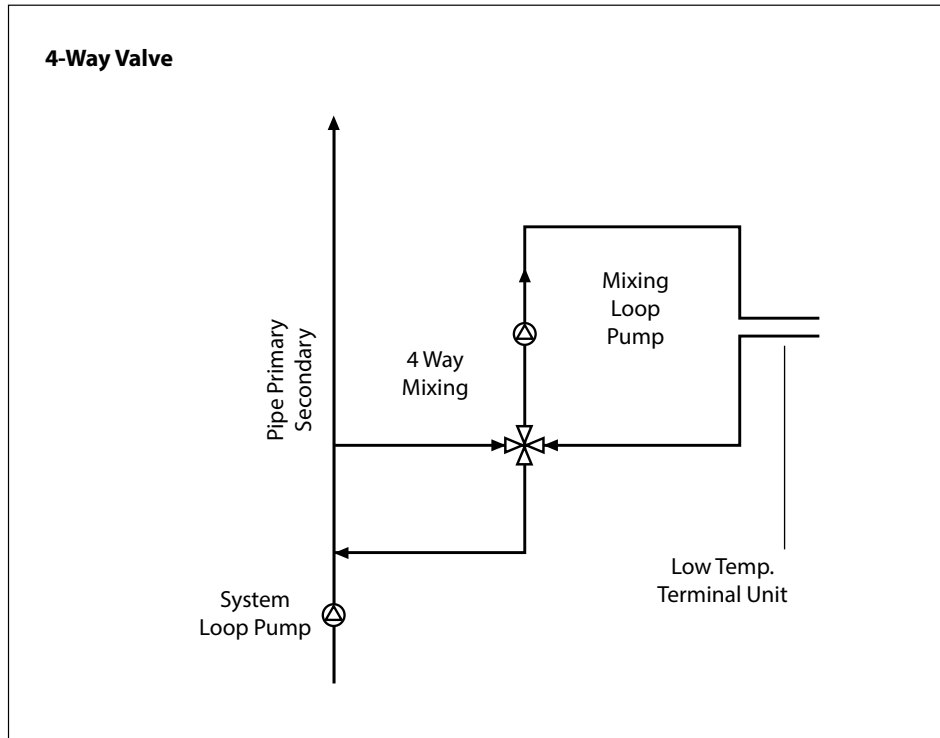 4-Way Valve
Mixing
Loop
Pump
4 Way
Mixing
Pipe Primary
Secondary
Low Temp.
Terminal Unit
System
Loop Pump